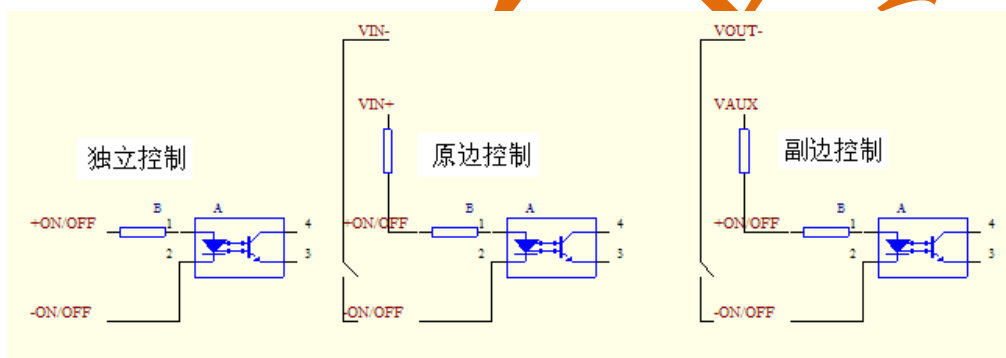 独立控制
+ON/OFF
B
A
1
2
4
3
-ON/OFF
VIN-
VIN+
原边控制
+ON/OFF
B
A
1
2
4
3
-ON/OFF
VOUT-
VAUX
副边控制
+ON/OFF
B
A
1
2
4
3
-ON/OFF